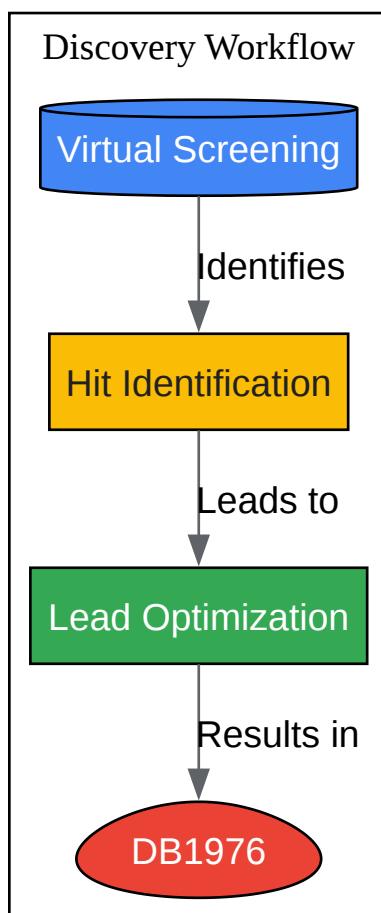 Discovery Workflow
Virtual Screening
Identifies
Hit Identification
Leads to
Lead Optimization
Results in
DB1976